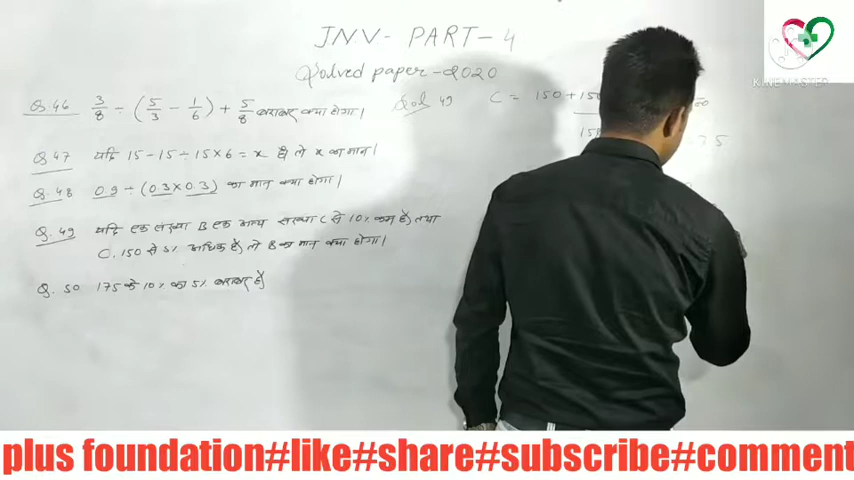 JNV- PART-4
Solved paper-2020
Q.46 3/8 ÷ (5/3 - 1/6) + 5/8 बराबर क्या होगा।
Q.47 यदि 15-15÷15×6 = x है तो x का मान।
Q.48 0.9 ÷ (0.3×0.3) का मान क्या होगा।
Q.49 यदि एक संख्या B एक अन्य संख्या C से 10% कम है तथा
C, 150 से 5% अधिक है तो B का मान क्या होगा।
Q.50 175 के 10% का 5% बराबर है
Sol 49 C = 150+150
KINEMASTER
plus foundation#like#share#subscribe#comment